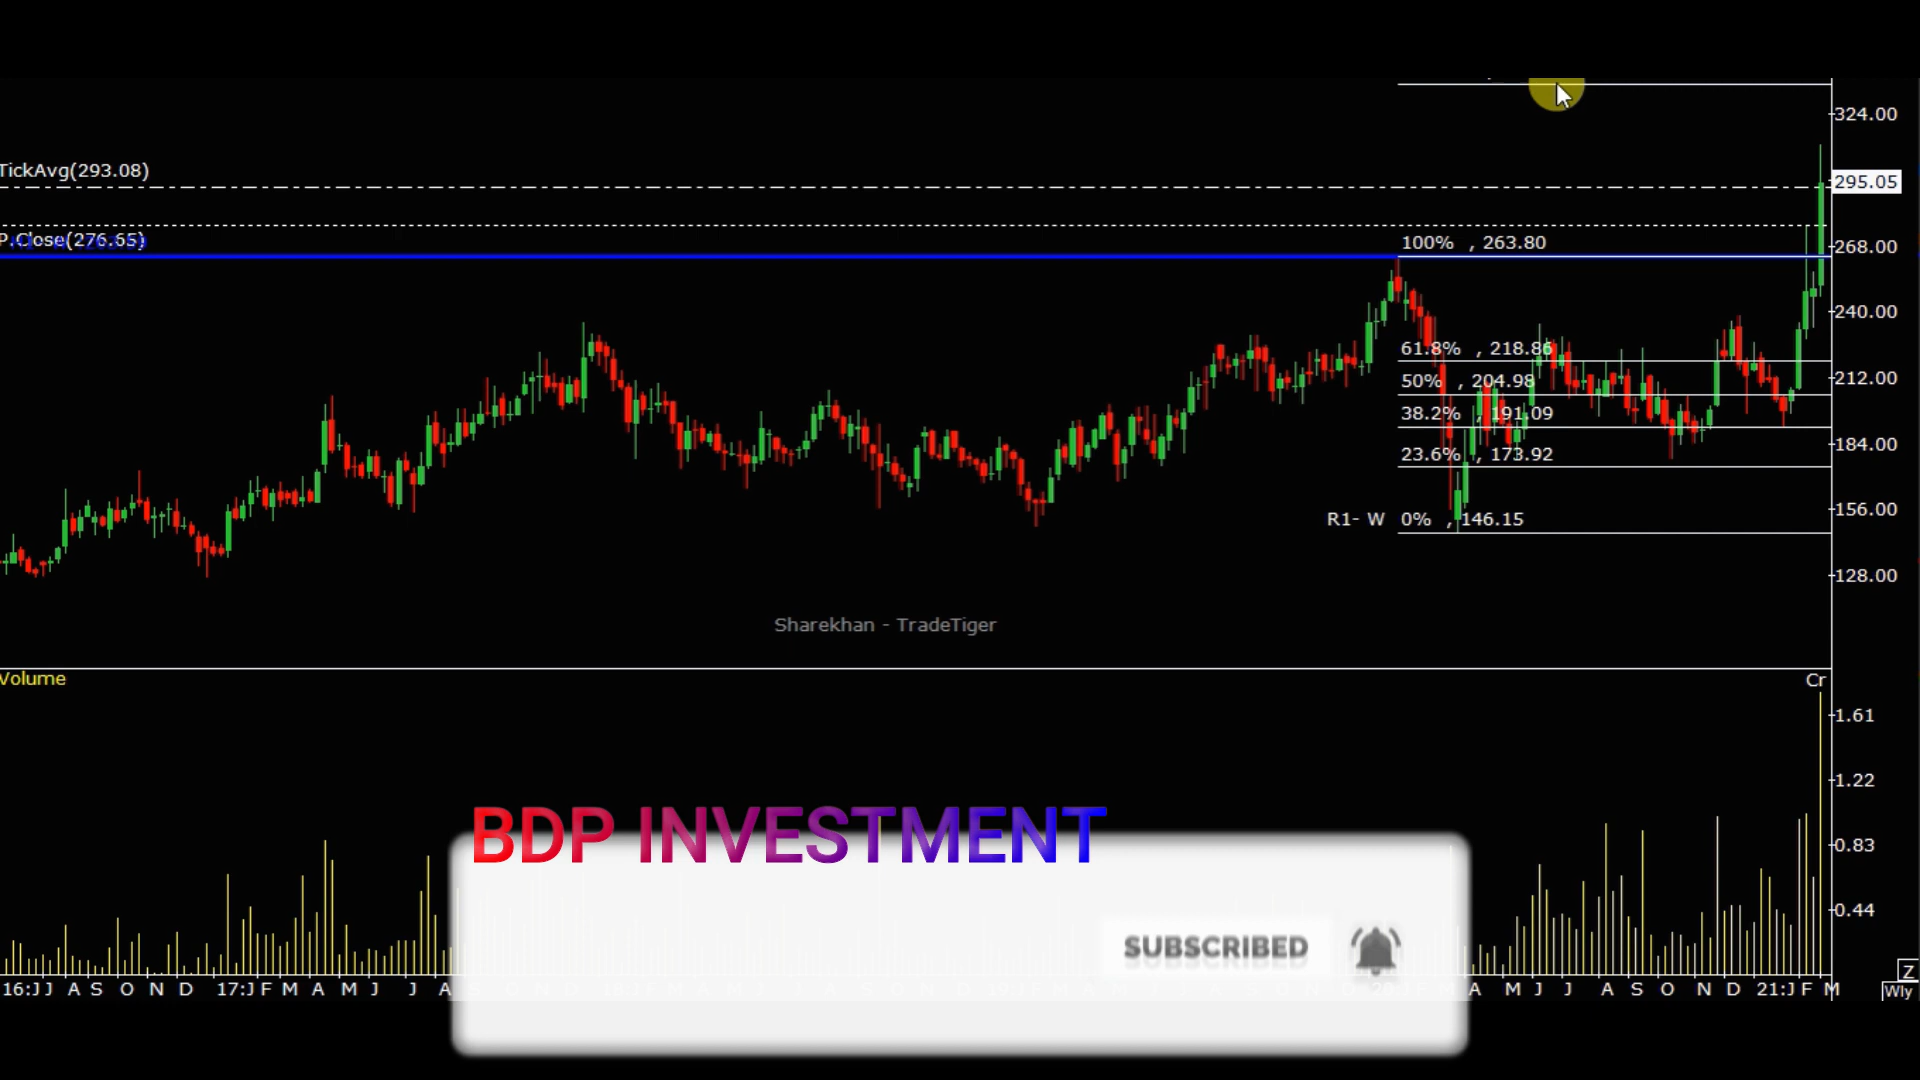 324.00
TickAvg(293.08)
295.05
P.Close(276.65)
100% , 263.80
268.00
240.00
61.8% , 218.86
50% , 204.98
212.00
38.2% , 191.09
184.00
23.6% , 173.92
156.00
R1- W 0% , 146.15
128.00
Sharekhan - TradeTiger
Volume
Cr
1.61
1.22
0.83
0.44
BDP INVESTMENT
SUBSCRIBED
16:JJ A S O N D 17:J F M A M J J A
A M J J A S O N D 21:J F M
Z
Wly